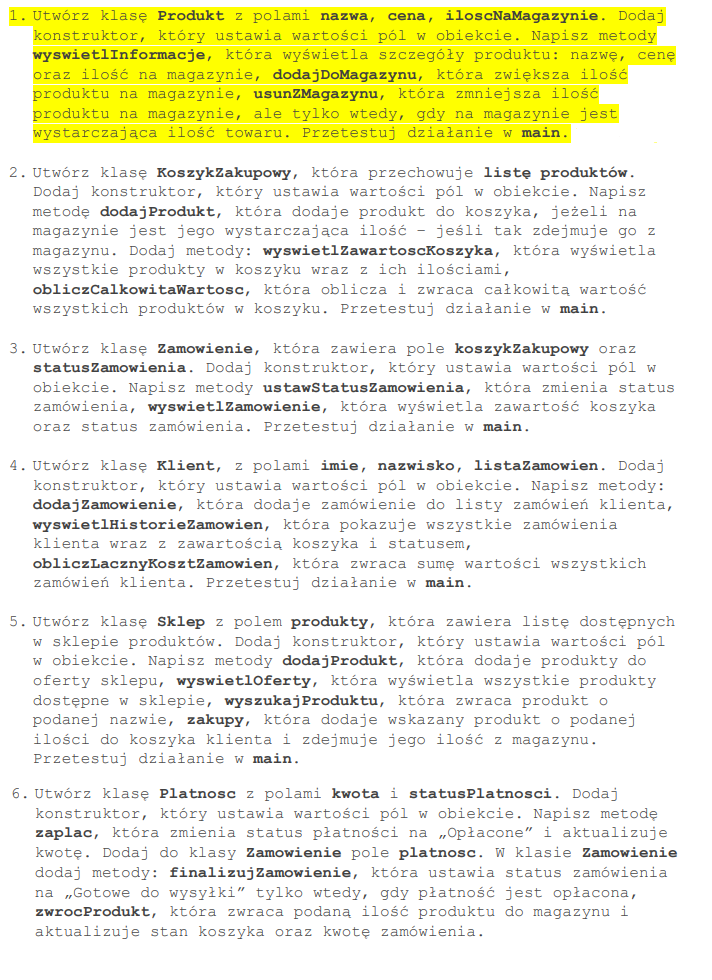 1. Utwórz klasę Produkt z polami nazwa, cena, iloscNaMagazynie. Dodaj
konstruktor, który ustawia wartości pól w obiekcie. Napisz metody
wyswietlInformacje, która wyświetla szczegóły produktu: nazwę, cenę
oraz ilość na magazynie, dodajDoMagazynu, która zwiększa ilość
produktu na magazynie, usunZMagazynu, która zmniejsza ilość
produktu na magazynie, ale tylko wtedy, gdy na magazynie jest
wystarczająca ilość towaru. Przetestuj działanie w main.
2. Utwórz klasę KoszykZakupowy, która przechowuje listę produktów.
Dodaj konstruktor, który ustawia wartości pól w obiekcie. Napisz
metodę dodajProdukt, która dodaje produkt do koszyka, jeżeli na
magazynie jest jego wystarczająca ilość – jeśli tak zdejmuje go z
magazynu. Dodaj metody: wyswietlZawartoscKoszyka, która wyświetla
wszystkie produkty w koszyku wraz z ich ilościami,
obliczCalkowitaWartosc, która oblicza i zwraca całkowitą wartość
wszystkich produktów w koszyku. Przetestuj działanie w main.
3. Utwórz klasę Zamowienie, która zawiera pole koszykZakupowy oraz
statusZamowienia. Dodaj konstruktor, który ustawia wartości pól w
obiekcie. Napisz metody ustawStatusZamowienia, która zmienia status
zamówienia, wyswietlZamowienie, która wyświetla zawartość koszyka
oraz status zamówienia. Przetestuj działanie w main.
4. Utwórz klasę Klient, z polami imie, nazwisko, listaZamowien. Dodaj
konstruktor, który ustawia wartości pól w obiekcie. Napisz metody:
dodajZamowienie, która dodaje zamówienie do listy zamówień klienta,
wyswietlHistorieZamowien, która pokazuje wszystkie zamówienia
klienta wraz z zawartością koszyka i statusem,
obliczLacznyKosztZamowien, która zwraca sumę wartości wszystkich
zamówień klienta. Przetestuj działanie w main.
5. Utwórz klasę Sklep z polem produkty, która zawiera listę dostępnych
w sklepie produktów. Dodaj konstruktor, który ustawia wartości pól
w obiekcie. Napisz metody dodajProdukt, która dodaje produkty do
oferty sklepu, wyswietlOferty, która wyświetla wszystkie produkty
dostępne w sklepie, wyszukajProduktu, która zwraca produkt o
podanej nazwie, zakupy, która dodaje wskazany produkt o podanej
ilości do koszyka klienta i zdejmuje jego ilość z magazynu.
Przetestuj działanie w main.
6. Utwórz klasę Platnosc z polami kwota i statusPlatnosci. Dodaj
konstruktor, który ustawia wartości pól w obiekcie. Napisz metodę
zaplac, która zmienia status płatności na „Opłacone” i aktualizuje
kwotę. Dodaj do klasy Zamowienie pole platnosc. W klasie Zamowienie
dodaj metody: finalizujZamowienie, która ustawia status zamówienia
na „Gotowe do wysyłki” tylko wtedy, gdy płatność jest opłacona,
zwrocProdukt, która zwraca podaną ilość produktu do magazynu i
aktualizuje stan koszyka oraz kwotę zamówienia.